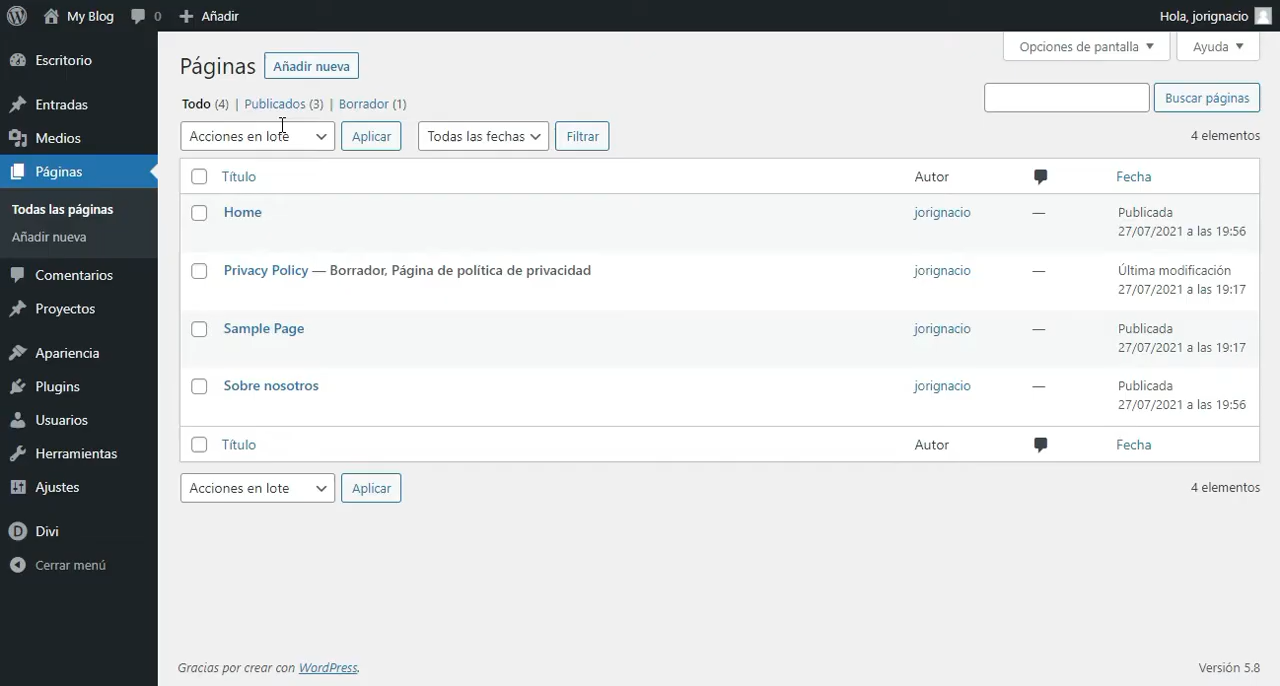 My Blog 0 Añadir Hola, jorignacio
Escritorio
Entradas
Medios
Páginas
Todas las páginas
Añadir nueva
Comentarios
Proyectos
Apariencia
Plugins
Usuarios
Herramientas
Ajustes
Divi
Cerrar menú
Opciones de pantalla Ayuda
Páginas Añadir nueva
Todo (4) | Publicados (3) | Borrador (1)
Buscar páginas
Acciones en lote Aplicar Todas las fechas Filtrar 4 elementos
Título Autor Fecha
Home jorignacio — Publicada
27/07/2021 a las 19:56
Privacy Policy — Borrador, Página de política de privacidad jorignacio — Última modificación
27/07/2021 a las 19:17
Sample Page jorignacio — Publicada
27/07/2021 a las 19:17
Sobre nosotros jorignacio — Publicada
27/07/2021 a las 19:56
Título Autor Fecha
Acciones en lote Aplicar 4 elementos
Gracias por crear con WordPress. Versión 5.8